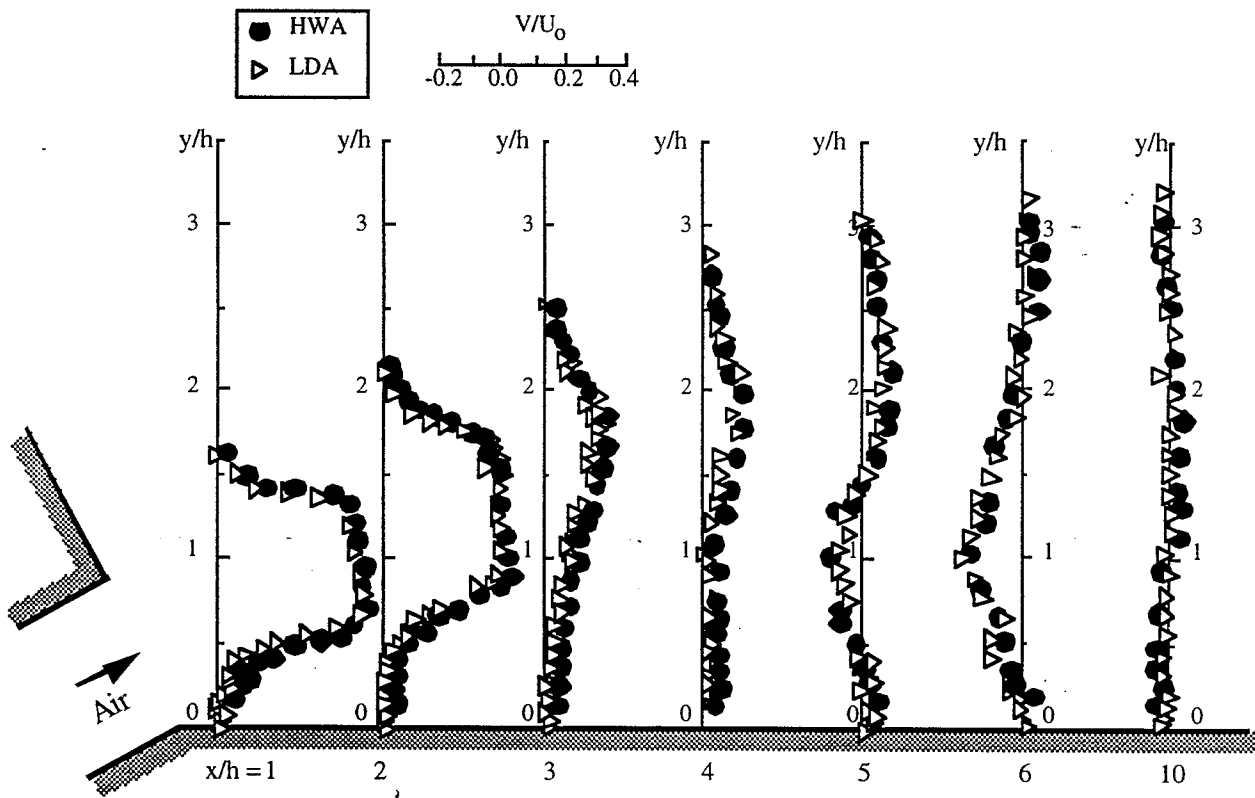 HWA
LDA
V/Uo
-0.2 0.0 0.2 0.4
y/h y/h y/h y/h y/h y/h y/h
3 3 3 3 3 3
2 2 2 2 2 2 2
1 1 1 1 1 1 1
0 0 0 0 0 0 0
Air
x/h = 1 2 3 4 5 6 10